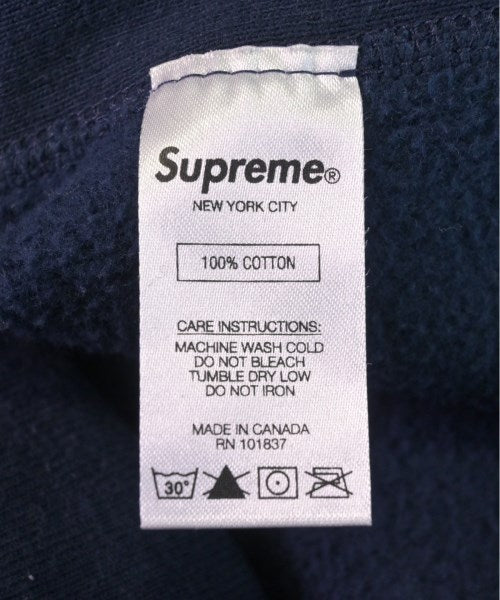 Supreme®
NEW YORK CITY
100% COTTON
CARE INSTRUCTIONS:
MACHINE WASH COLD
DO NOT BLEACH
TUMBLE DRY LOW
DO NOT IRON
MADE IN CANADA
RN 101837
30°